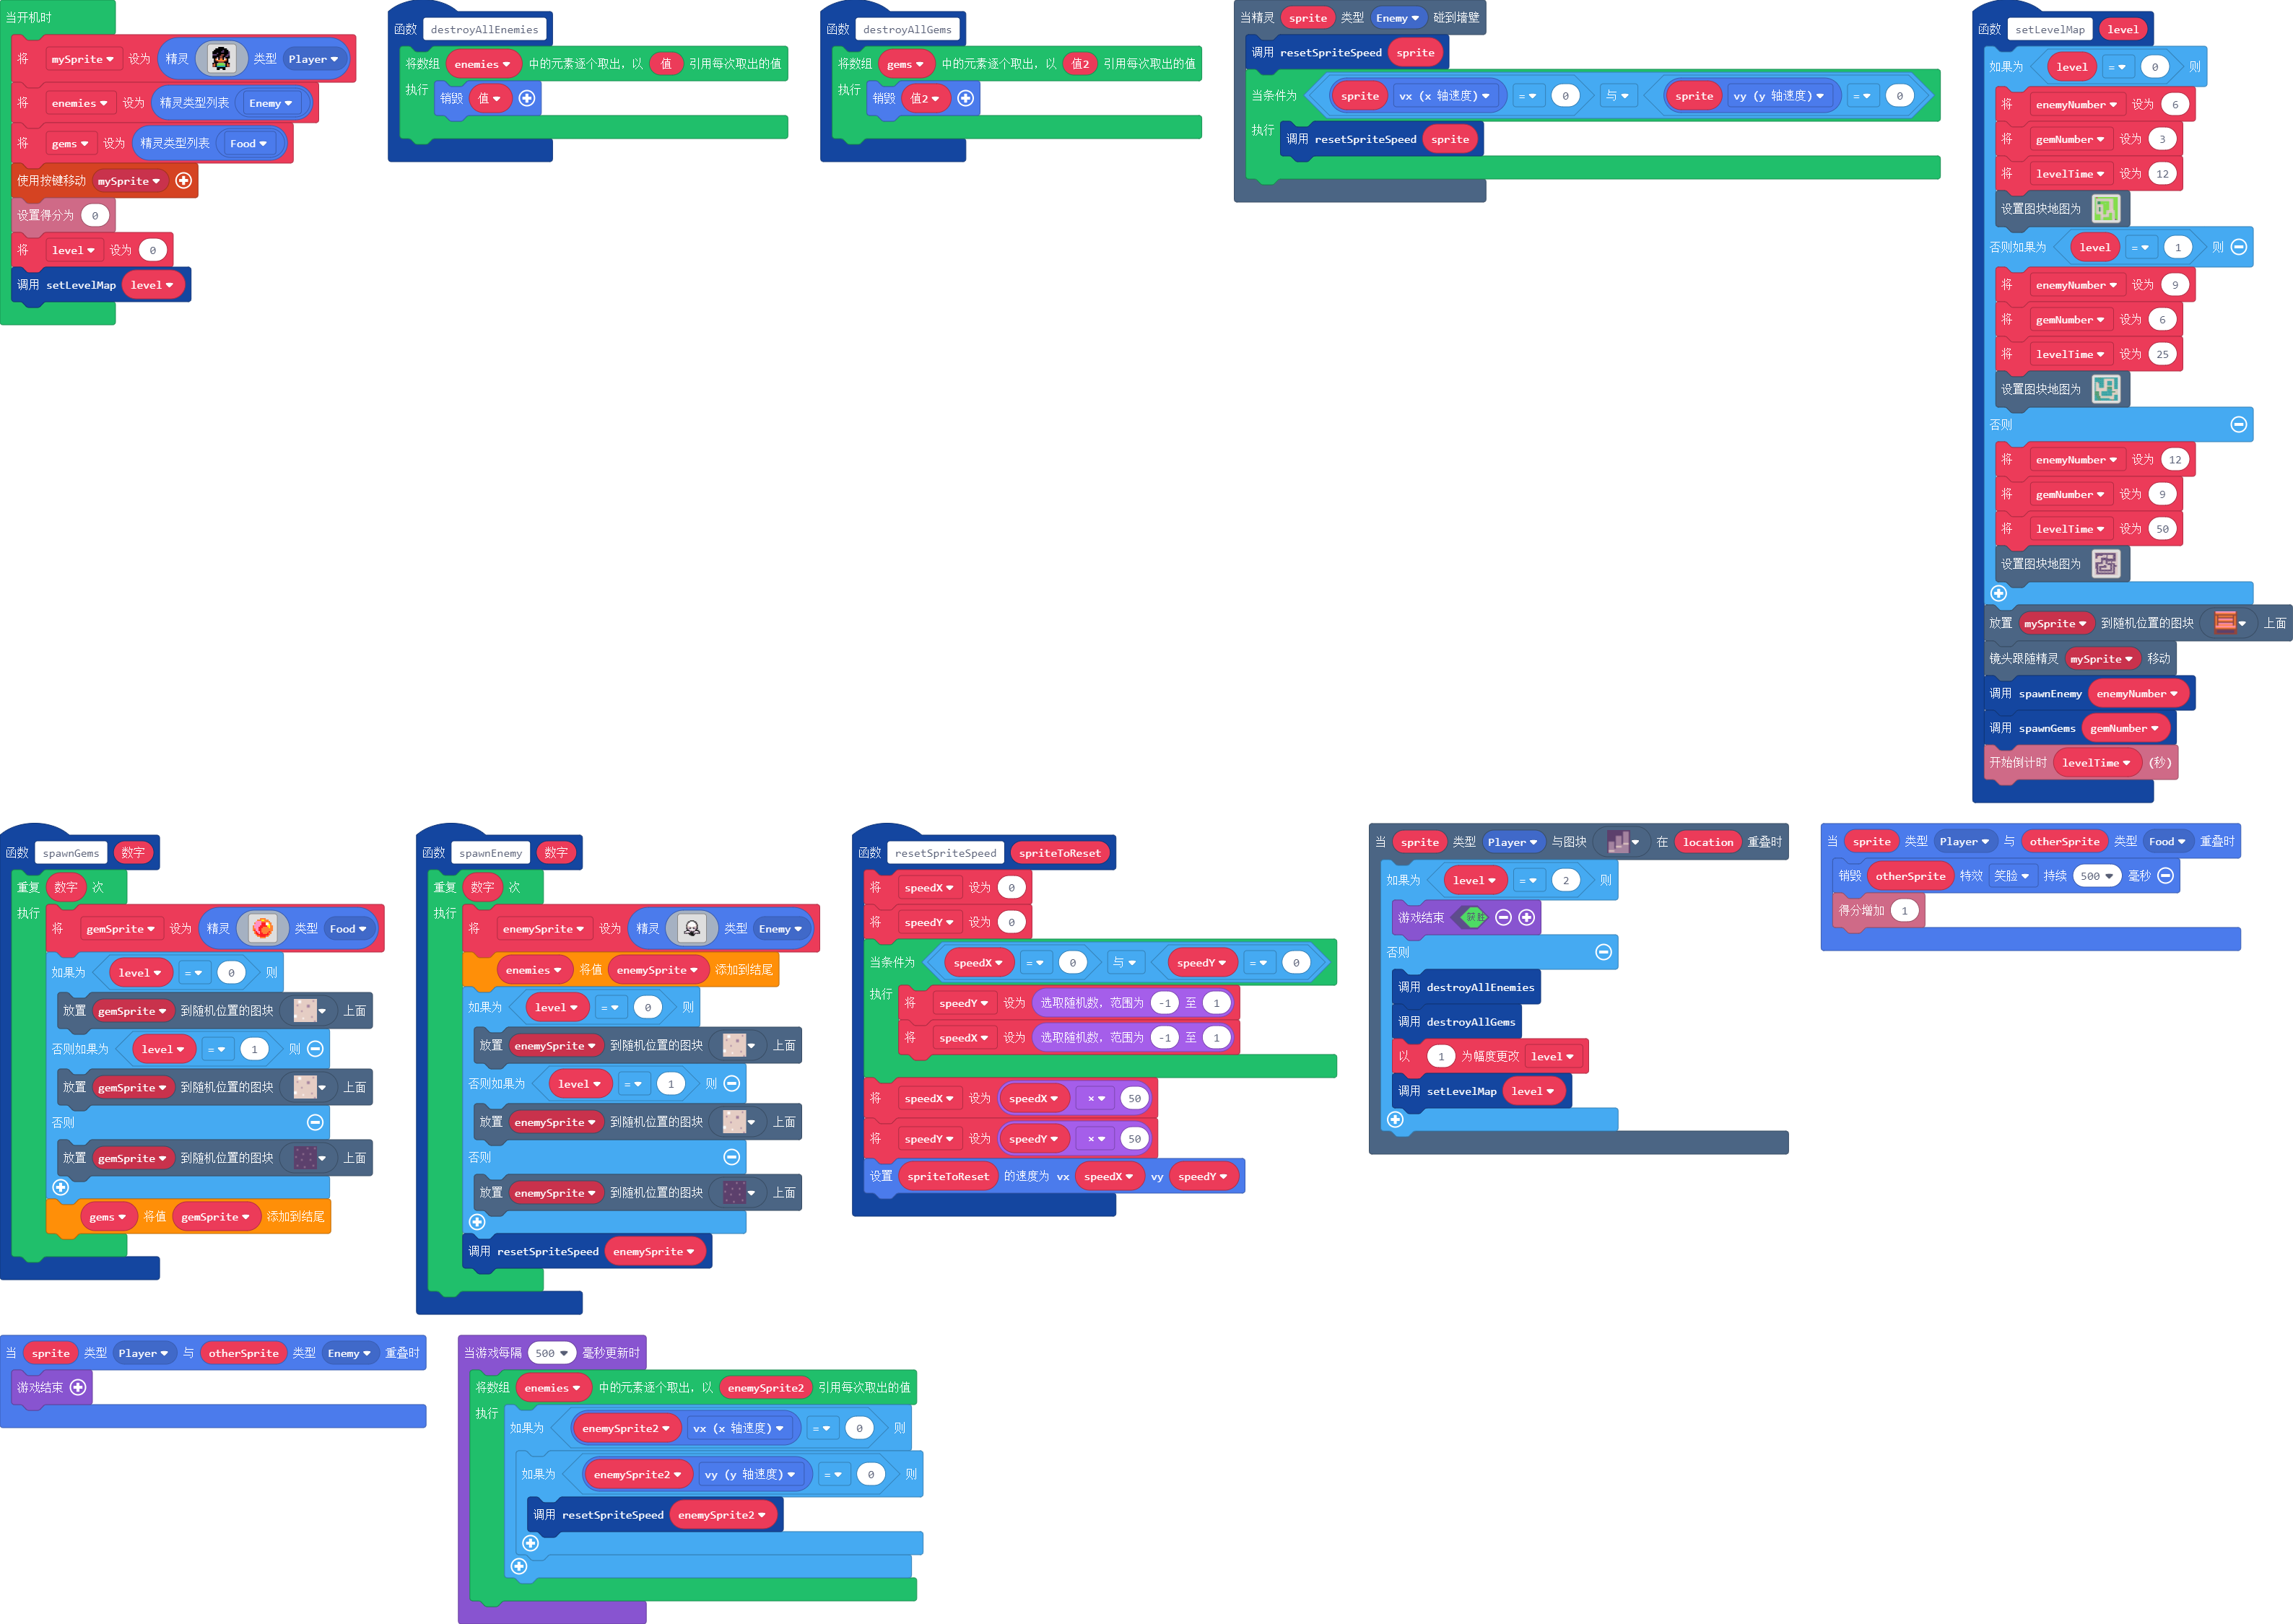 当开机时
将 mySprite 设为 精灵 类型 Player
将 enemies 设为 精灵类型列表 Enemy
将 gems 设为 精灵类型列表 Food
使用按键移动 mySprite
设置得分为 0
将 level 设为 0
调用 setLevelMap level
函数 destroyAllEnemies
将数组 enemies 中的元素逐个取出，以 值 引用每次取出的值
执行 销毁 值
函数 destroyAllGems
将数组 gems 中的元素逐个取出，以 值2 引用每次取出的值
执行 销毁 值2
当精灵 sprite 类型 Enemy 碰到墙壁
调用 resetSpriteSpeed sprite
当条件为 sprite vx (x 轴速度) = 0 与 sprite vy (y 轴速度) = 0
执行 调用 resetSpriteSpeed sprite
函数 setLevelMap level
如果为 level = 0 则
将 enemyNumber 设为 6
将 gemNumber 设为 3
将 levelTime 设为 12
设置图块地图为
否则如果为 level = 1 则
将 enemyNumber 设为 9
将 gemNumber 设为 6
将 levelTime 设为 25
设置图块地图为
否则
将 enemyNumber 设为 12
将 gemNumber 设为 9
将 levelTime 设为 50
设置图块地图为
放置 mySprite 到随机位置的图块 上面
镜头跟随精灵 mySprite 移动
调用 spawnEnemy enemyNumber
调用 spawnGems gemNumber
开始倒计时 levelTime (秒)
函数 spawnGems 数字
重复 数字 次
执行 将 gemSprite 设为 精灵 类型 Food
如果为 level = 0 则
放置 gemSprite 到随机位置的图块 上面
否则如果为 level = 1 则
放置 gemSprite 到随机位置的图块 上面
否则
放置 gemSprite 到随机位置的图块 上面
gems 将值 gemSprite 添加到结尾
函数 spawnEnemy 数字
重复 数字 次
执行 将 enemySprite 设为 精灵 类型 Enemy
enemies 将值 enemySprite 添加到结尾
如果为 level = 0 则
放置 enemySprite 到随机位置的图块 上面
否则如果为 level = 1 则
放置 enemySprite 到随机位置的图块 上面
否则
放置 enemySprite 到随机位置的图块 上面
调用 resetSpriteSpeed enemySprite
函数 resetSpriteSpeed spriteToReset
将 speedX 设为 0
将 speedY 设为 0
当条件为 speedX = 0 与 speedY = 0
执行 将 speedY 设为 选取随机数，范围为 -1 至 1
将 speedX 设为 选取随机数，范围为 -1 至 1
将 speedX 设为 speedX × 50
将 speedY 设为 speedY × 50
设置 spriteToReset 的速度为 vx speedX vy speedY
当 sprite 类型 Player 与图块 在 location 重叠时
如果为 level = 2 则
游戏结束
否则
调用 destroyAllEnemies
调用 destroyAllGems
以 1 为幅度更改 level
调用 setLevelMap level
当 sprite 类型 Player 与 otherSprite 类型 Food 重叠时
销毁 otherSprite 特效 笑脸 持续 500 毫秒
得分增加 1
当 sprite 类型 Player 与 otherSprite 类型 Enemy 重叠时
游戏结束
当游戏每隔 500 毫秒更新时
将数组 enemies 中的元素逐个取出，以 enemySprite2 引用每次取出的值
执行 如果为 enemySprite2 vx (x 轴速度) = 0 则
如果为 enemySprite2 vy (y 轴速度) = 0 则
调用 resetSpriteSpeed enemySprite2